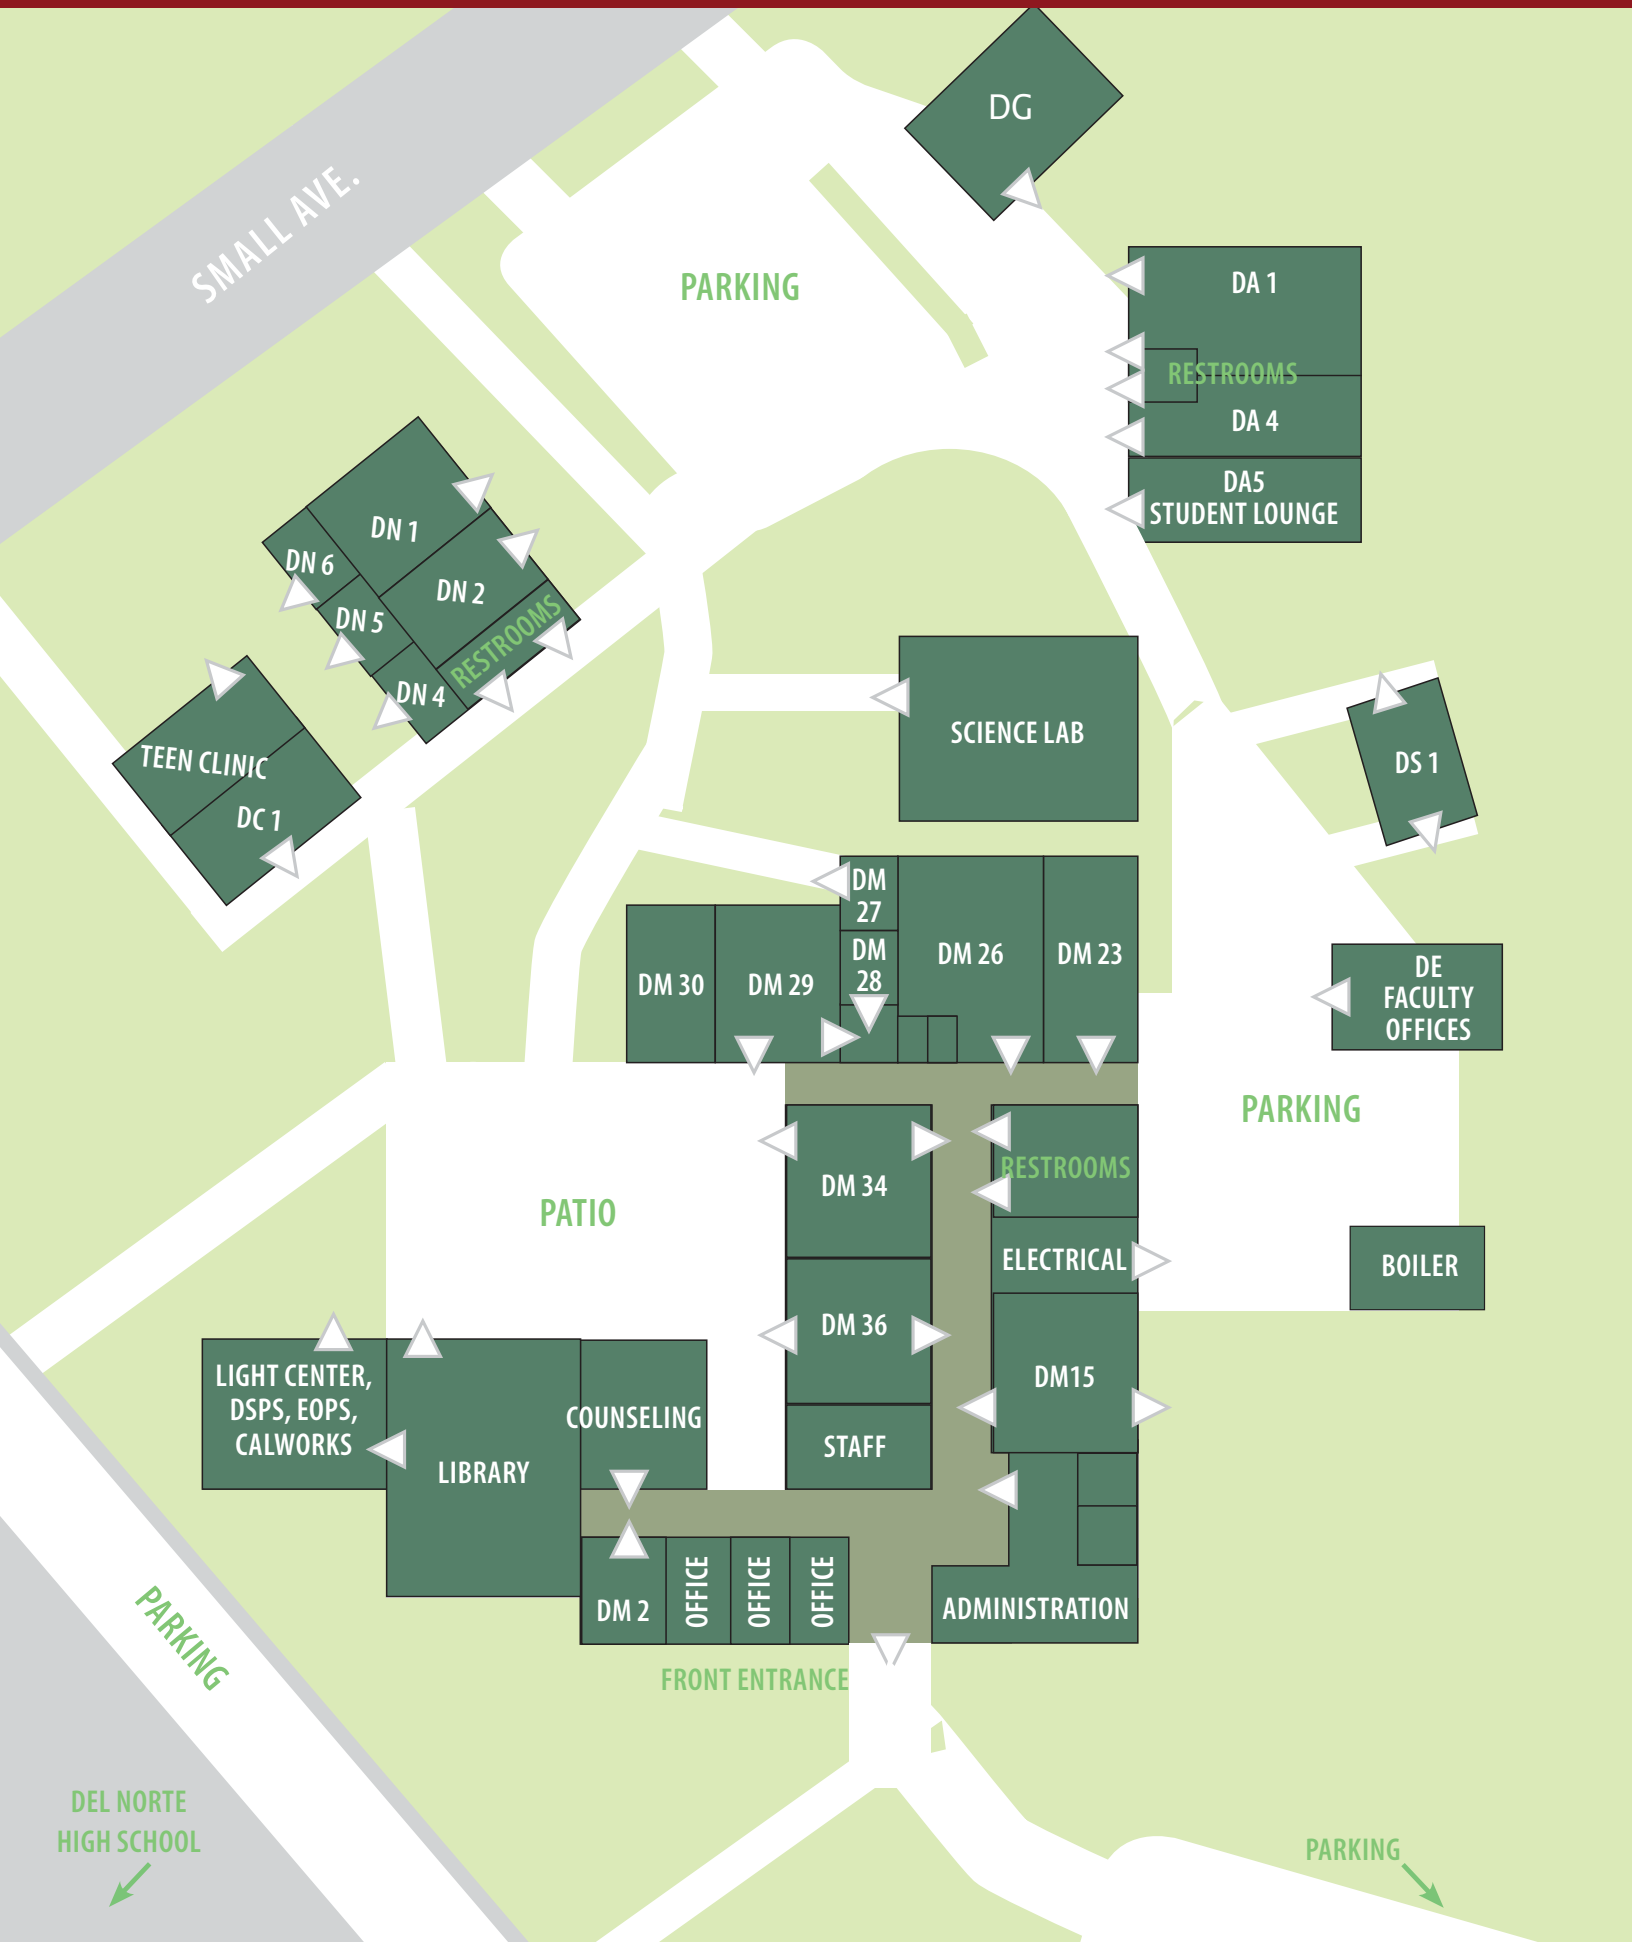 DG
SMALL AVE.
PARKING
DA 1
RESTROOMS
DA 4
DA5
STUDENT LOUNGE
DN 1
DN 6
DN 2
DN 5
RESTROOMS
DN 4
TEEN CLINIC
DC 1
SCIENCE LAB
DS 1
DM
27
DM
28
DM 26
DM 23
DM 30
DM 29
DE
FACULTY
OFFICES
PARKING
DM 34
RESTROOMS
PATIO
ELECTRICAL
BOILER
DM 36
DM15
LIGHT CENTER,
DSPS, EOPS,
CALWORKS
COUNSELING
LIBRARY
STAFF
DM 2
OFFICE
OFFICE
OFFICE
ADMINISTRATION
PARKING
FRONT ENTRANCE
DEL NORTE
HIGH SCHOOL
PARKING